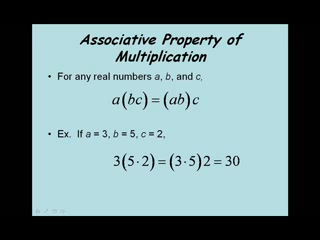 Associative Property of
Multiplication
• For any real numbers a, b, and c,
a(bc) = (ab)c
• Ex. If a = 3, b = 5, c = 2,
3(5·2) = (3·5)2 = 30